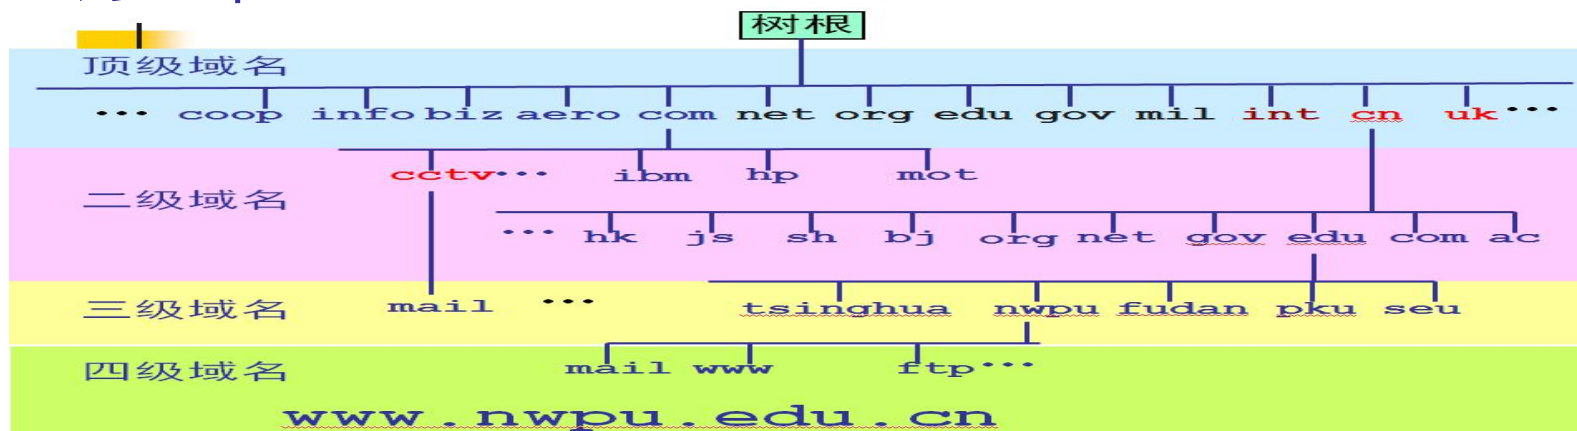 树根
顶级域名
··· coop info biz aero com net org edu gov mil int cn uk ···
cctv ··· ibm hp mot
二级域名
··· hk js sh bj org net gov edu com ac
三级域名 mail ··· tsinghua nwpu fudan pku seu
四级域名 mail www ftp ···
www.nwpu.edu.cn